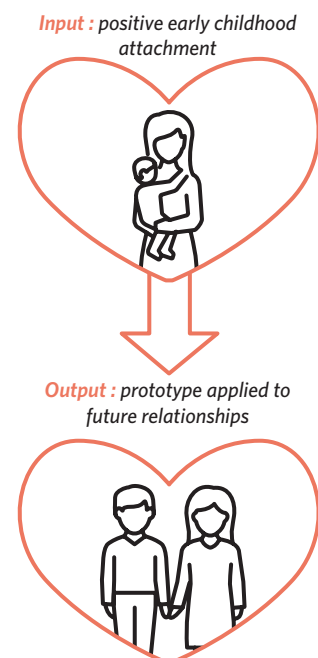 Input : positive early childhood
attachment
Output : prototype applied to
future relationships